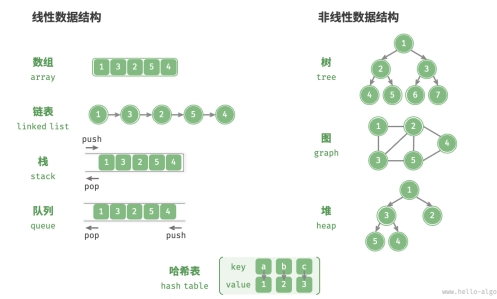 线性数据结构
非线性数据结构
数组
array
1 3 2 5 4
链表
linked list
1 3 2 5 4
栈
stack
push
1 3 2 5 4
pop
队列
queue
1 3 2 5 4
pop push
树
tree
1
2 3
4 5 6 7
图
graph
1 2
4
3 5
堆
heap
1
3 2
5 4
哈希表
hash table
key a b c
value 1 2 3
www.hello-algo